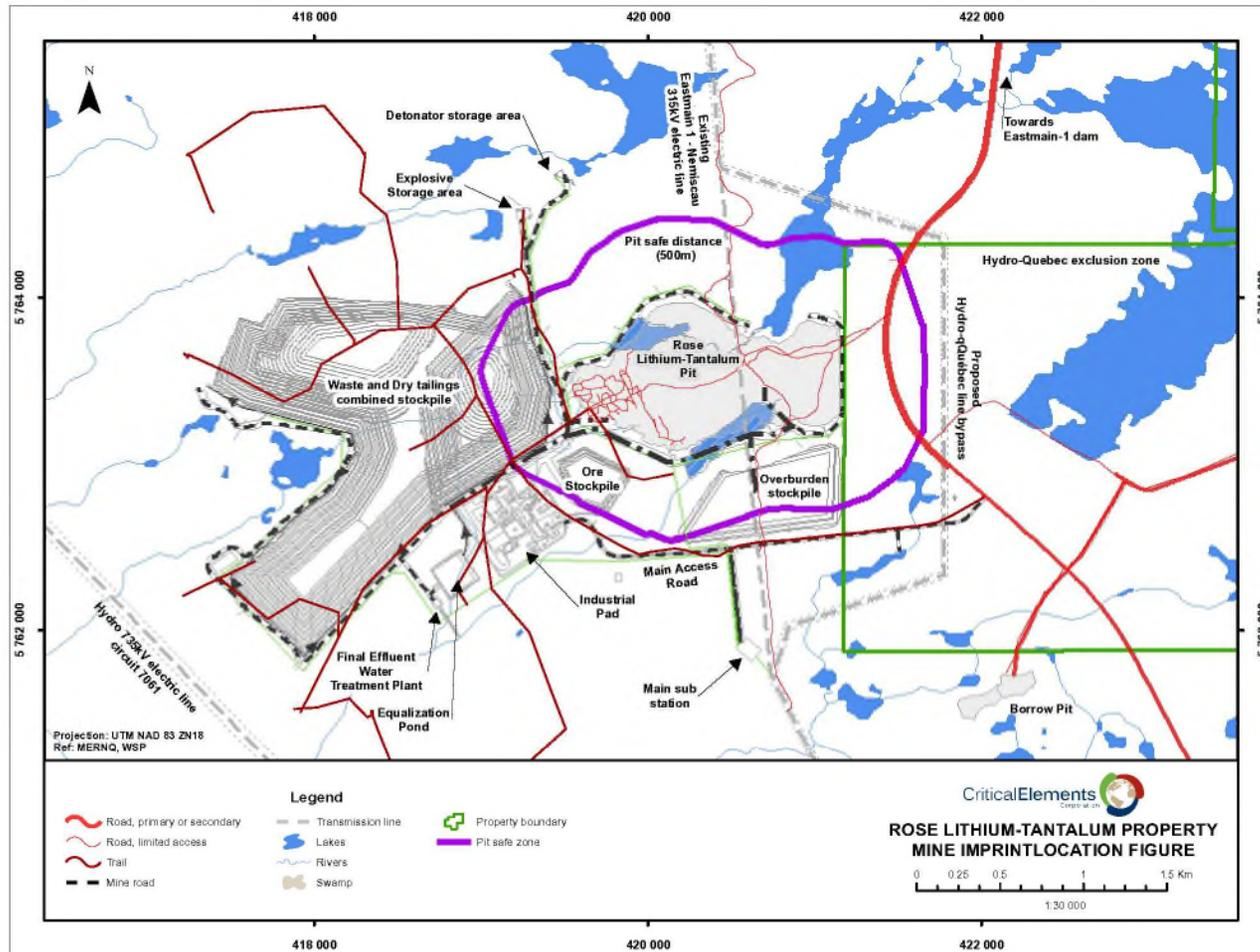 418 000
420 000
422 000
N
Detonator storage area
Explosive
Storage area
Existing
Eastmain 1 - Nemiscau
315kV electric line
Towards
Eastmain-1 dam
Pit safe distance
(500m)
Hydro-Quebec exclusion zone
5 764 000
Rose
Lithium-Tantalum
Pit
Waste and Dry tailings
combined stockpile
Proposed
Hydro-qQuébec line bypass
Ore
Stockpile
Overburden
stockpile
Main Access
Road
Industrial
Pad
5 762 000
Hydro 735kV electric line
circuit 7061
Final Effluent
Water
Treatment Plant
Equalization
Pond
Main sub
station
Borrow Pit
Projection: UTM NAD 83 ZN18
Ref: MERNQ, WSP
Legend
Road, primary or secondary
Road, limited access
Trail
Mine road
Transmission line
Lakes
Rivers
Swamp
Property boundary
Pit safe zone
CriticalElements
Corporation
ROSE LITHIUM-TANTALUM PROPERTY
MINE IMPRINTLOCATION FIGURE
0 0.25 0.5 1 1.5 Km
1:30 000
418 000
420 000
422 000